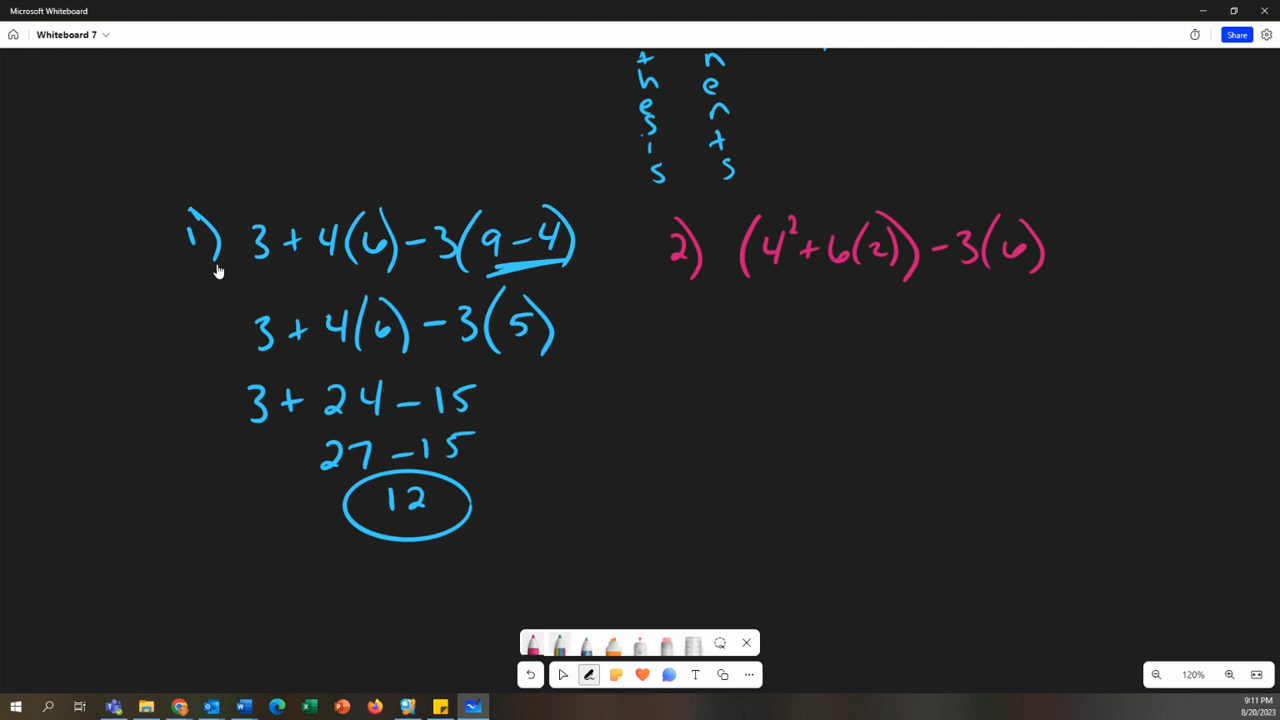 Microsoft Whiteboard
Whiteboard 7
Share
t n
h e
e n
s t
i s
s
1) 3 + 4(6) - 3(9 - 4)
3 + 4(6) - 3(5)
3 + 24 - 15
27 - 15
12
2) (4² + 6(2)) - 3(6)
120%
9:11 PM
8/20/2023